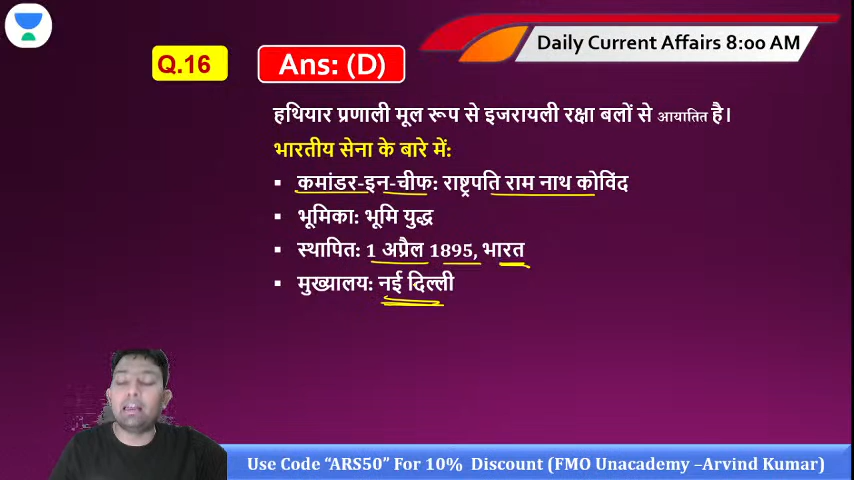 Daily Current Affairs 8:00 AM
Q.16
Ans: (D)
हथियार प्रणाली मूल रूप से इजरायली रक्षा बलों से आयातित है।
भारतीय सेना के बारे में:
▪ कमांडर-इन-चीफ: राष्ट्रपति राम नाथ कोविंद
▪ भूमिका: भूमि युद्ध
▪ स्थापित: 1 अप्रैल 1895, भारत
▪ मुख्यालय: नई दिल्ली
Use Code “ARS50” For 10% Discount (FMO Unacademy –Arvind Kumar)